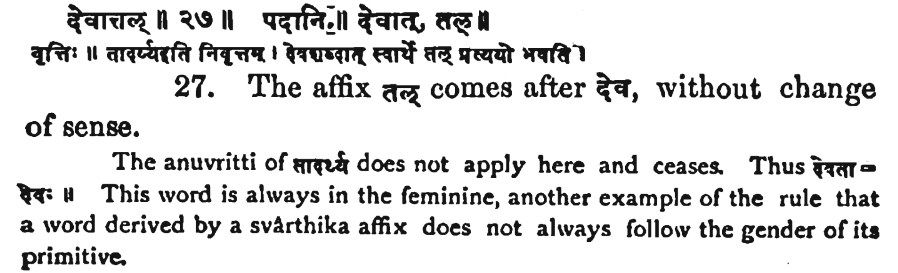 देवात्तल् ॥ २७ ॥ पदानि ॥ देवात्, तल् ॥
वृत्तिः ॥ तादर्थ्यइति निवृत्तम् । देवशब्दात् स्वार्थे तल् प्रत्ययो भवति ।
27. The affix तल् comes after देव, without change
of sense.
The anuvritti of तादर्थ्य does not apply here and ceases. Thus देवता =
देवः ॥ This word is always in the feminine, another example of the rule that
a word derived by a svârthika affix does not always follow the gender of its
primitive.